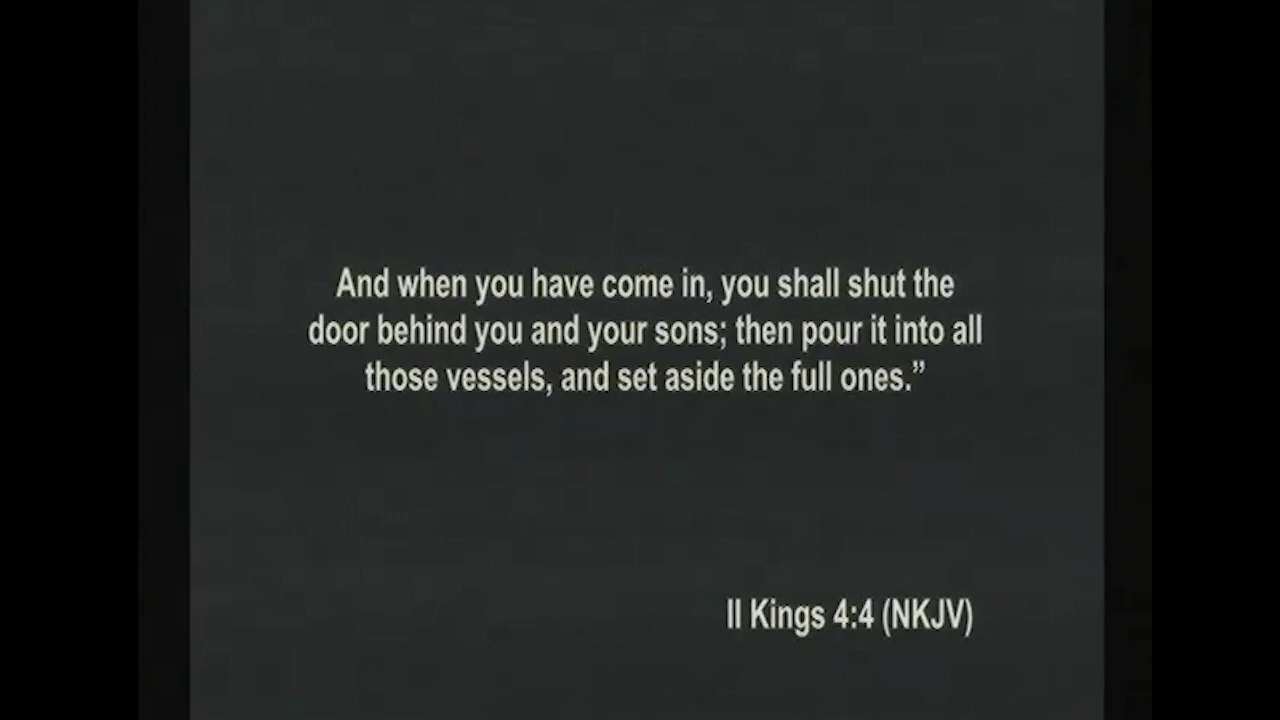 And when you have come in, you shall shut the
door behind you and your sons; then pour it into all
those vessels, and set aside the full ones.”
II Kings 4:4 (NKJV)